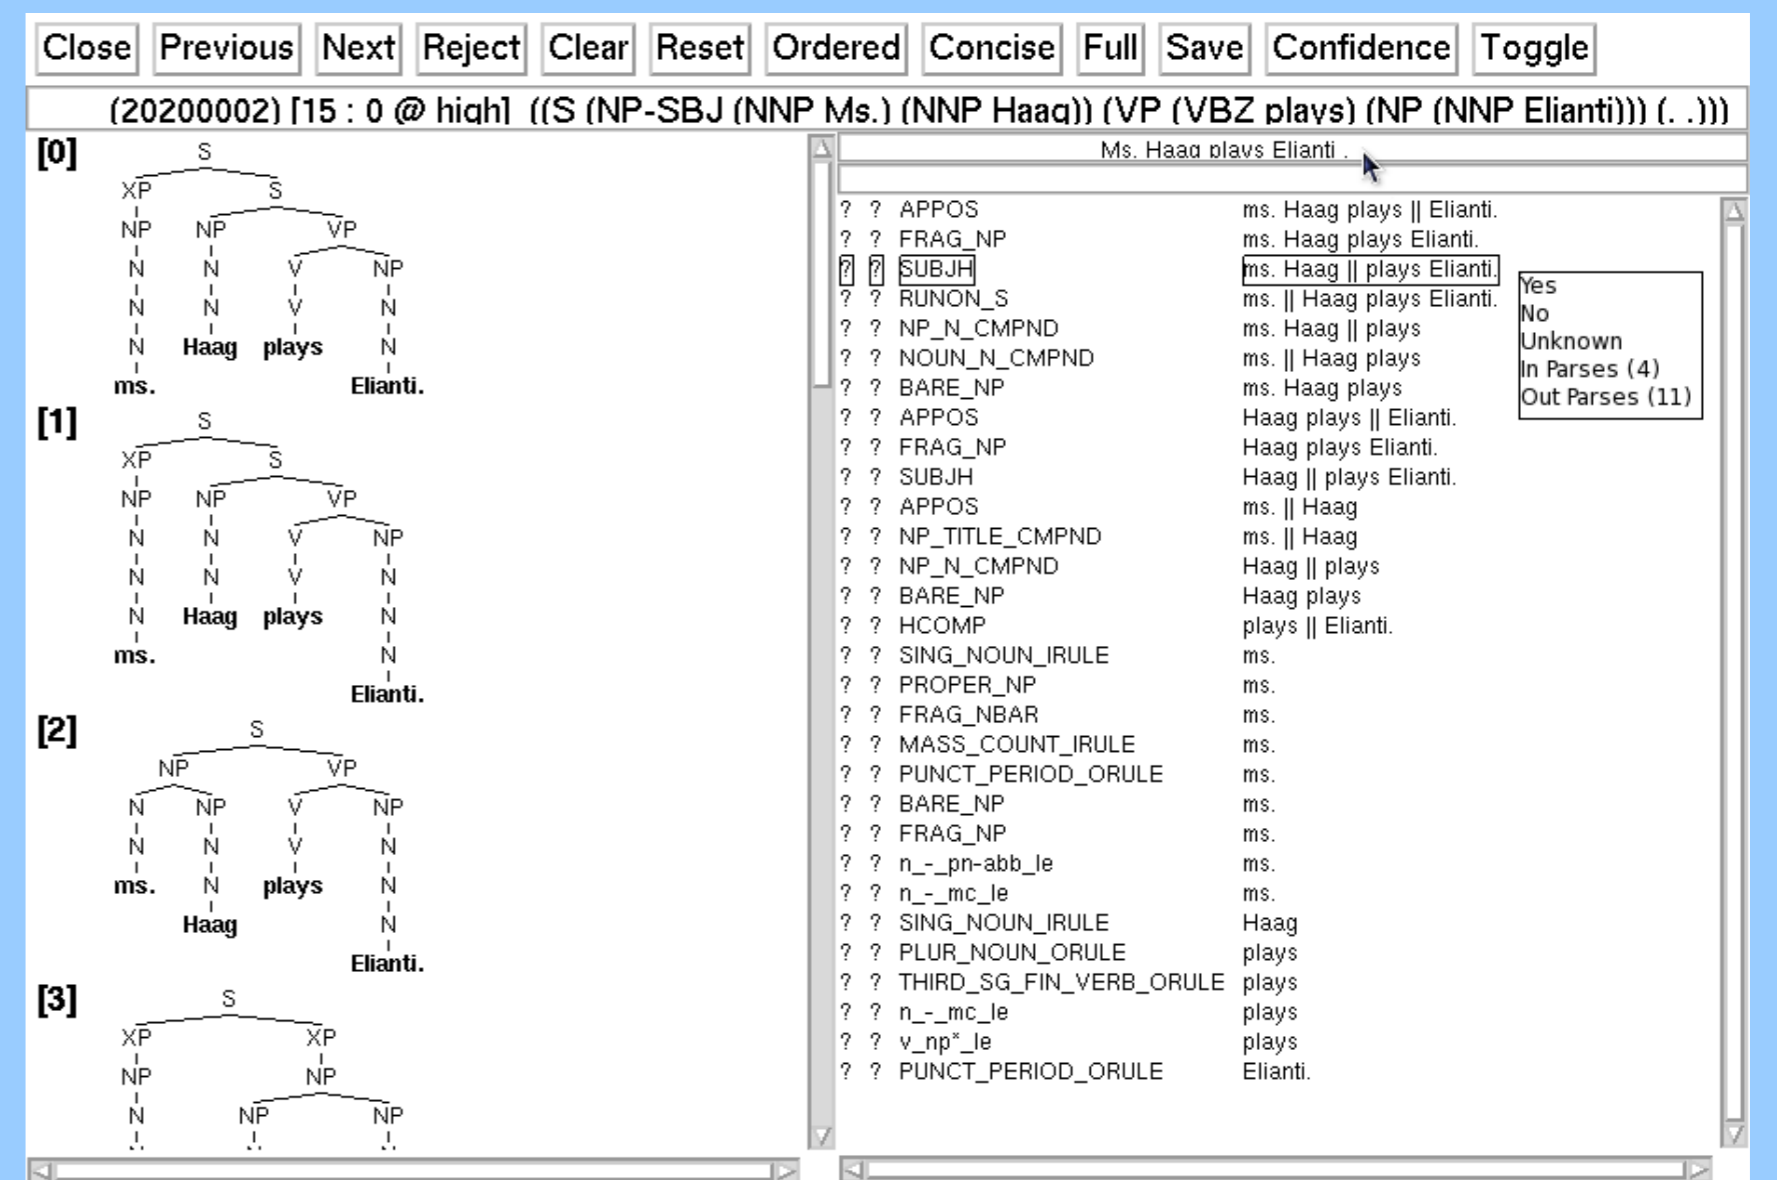 Close Previous Next Reject Clear Reset Ordered Concise Full Save Confidence Toggle
(20200002) [15 : 0 @ high] ((S (NP-SBJ (NNP Ms.) (NNP Haag)) (VP (VBZ plays) (NP (NNP Elianti))) (. .)))
[0]
S
XP S
NP NP VP
N N V NP
N N V N
N Haag plays N
ms. Elianti.
[1]
S
XP S
NP NP VP
N N V NP
N N V N
N Haag plays N
ms. N
Elianti.
[2]
S
NP VP
N NP V NP
N N V N
ms. N plays N
Haag N
Elianti.
[3]
S
XP XP
NP NP
N NP NP
Ms. Haag plays Elianti .
? ? APPOS ms. Haag plays || Elianti.
? ? FRAG_NP ms. Haag plays Elianti.
? ? SUBJH ms. Haag || plays Elianti.
? ? RUNON_S ms. || Haag plays Elianti.
? ? NP_N_CMPND ms. Haag || plays
? ? NOUN_N_CMPND ms. || Haag plays
? ? BARE_NP ms. Haag plays
? ? APPOS Haag plays || Elianti.
? ? FRAG_NP Haag plays Elianti.
? ? SUBJH Haag || plays Elianti.
? ? APPOS ms. || Haag
? ? NP_TITLE_CMPND ms. || Haag
? ? NP_N_CMPND Haag || plays
? ? BARE_NP Haag plays
? ? HCOMP plays || Elianti.
? ? SING_NOUN_IRULE ms.
? ? PROPER_NP ms.
? ? FRAG_NBAR ms.
? ? MASS_COUNT_IRULE ms.
? ? PUNCT_PERIOD_ORULE ms.
? ? BARE_NP ms.
? ? FRAG_NP ms.
? ? n_-_pn-abb_le ms.
? ? n_-_mc_le ms.
? ? SING_NOUN_IRULE Haag
? ? PLUR_NOUN_ORULE plays
? ? THIRD_SG_FIN_VERB_ORULE plays
? ? n_-_mc_le plays
? ? v_np*_le plays
? ? PUNCT_PERIOD_ORULE Elianti.
Yes
No
Unknown
In Parses (4)
Out Parses (11)